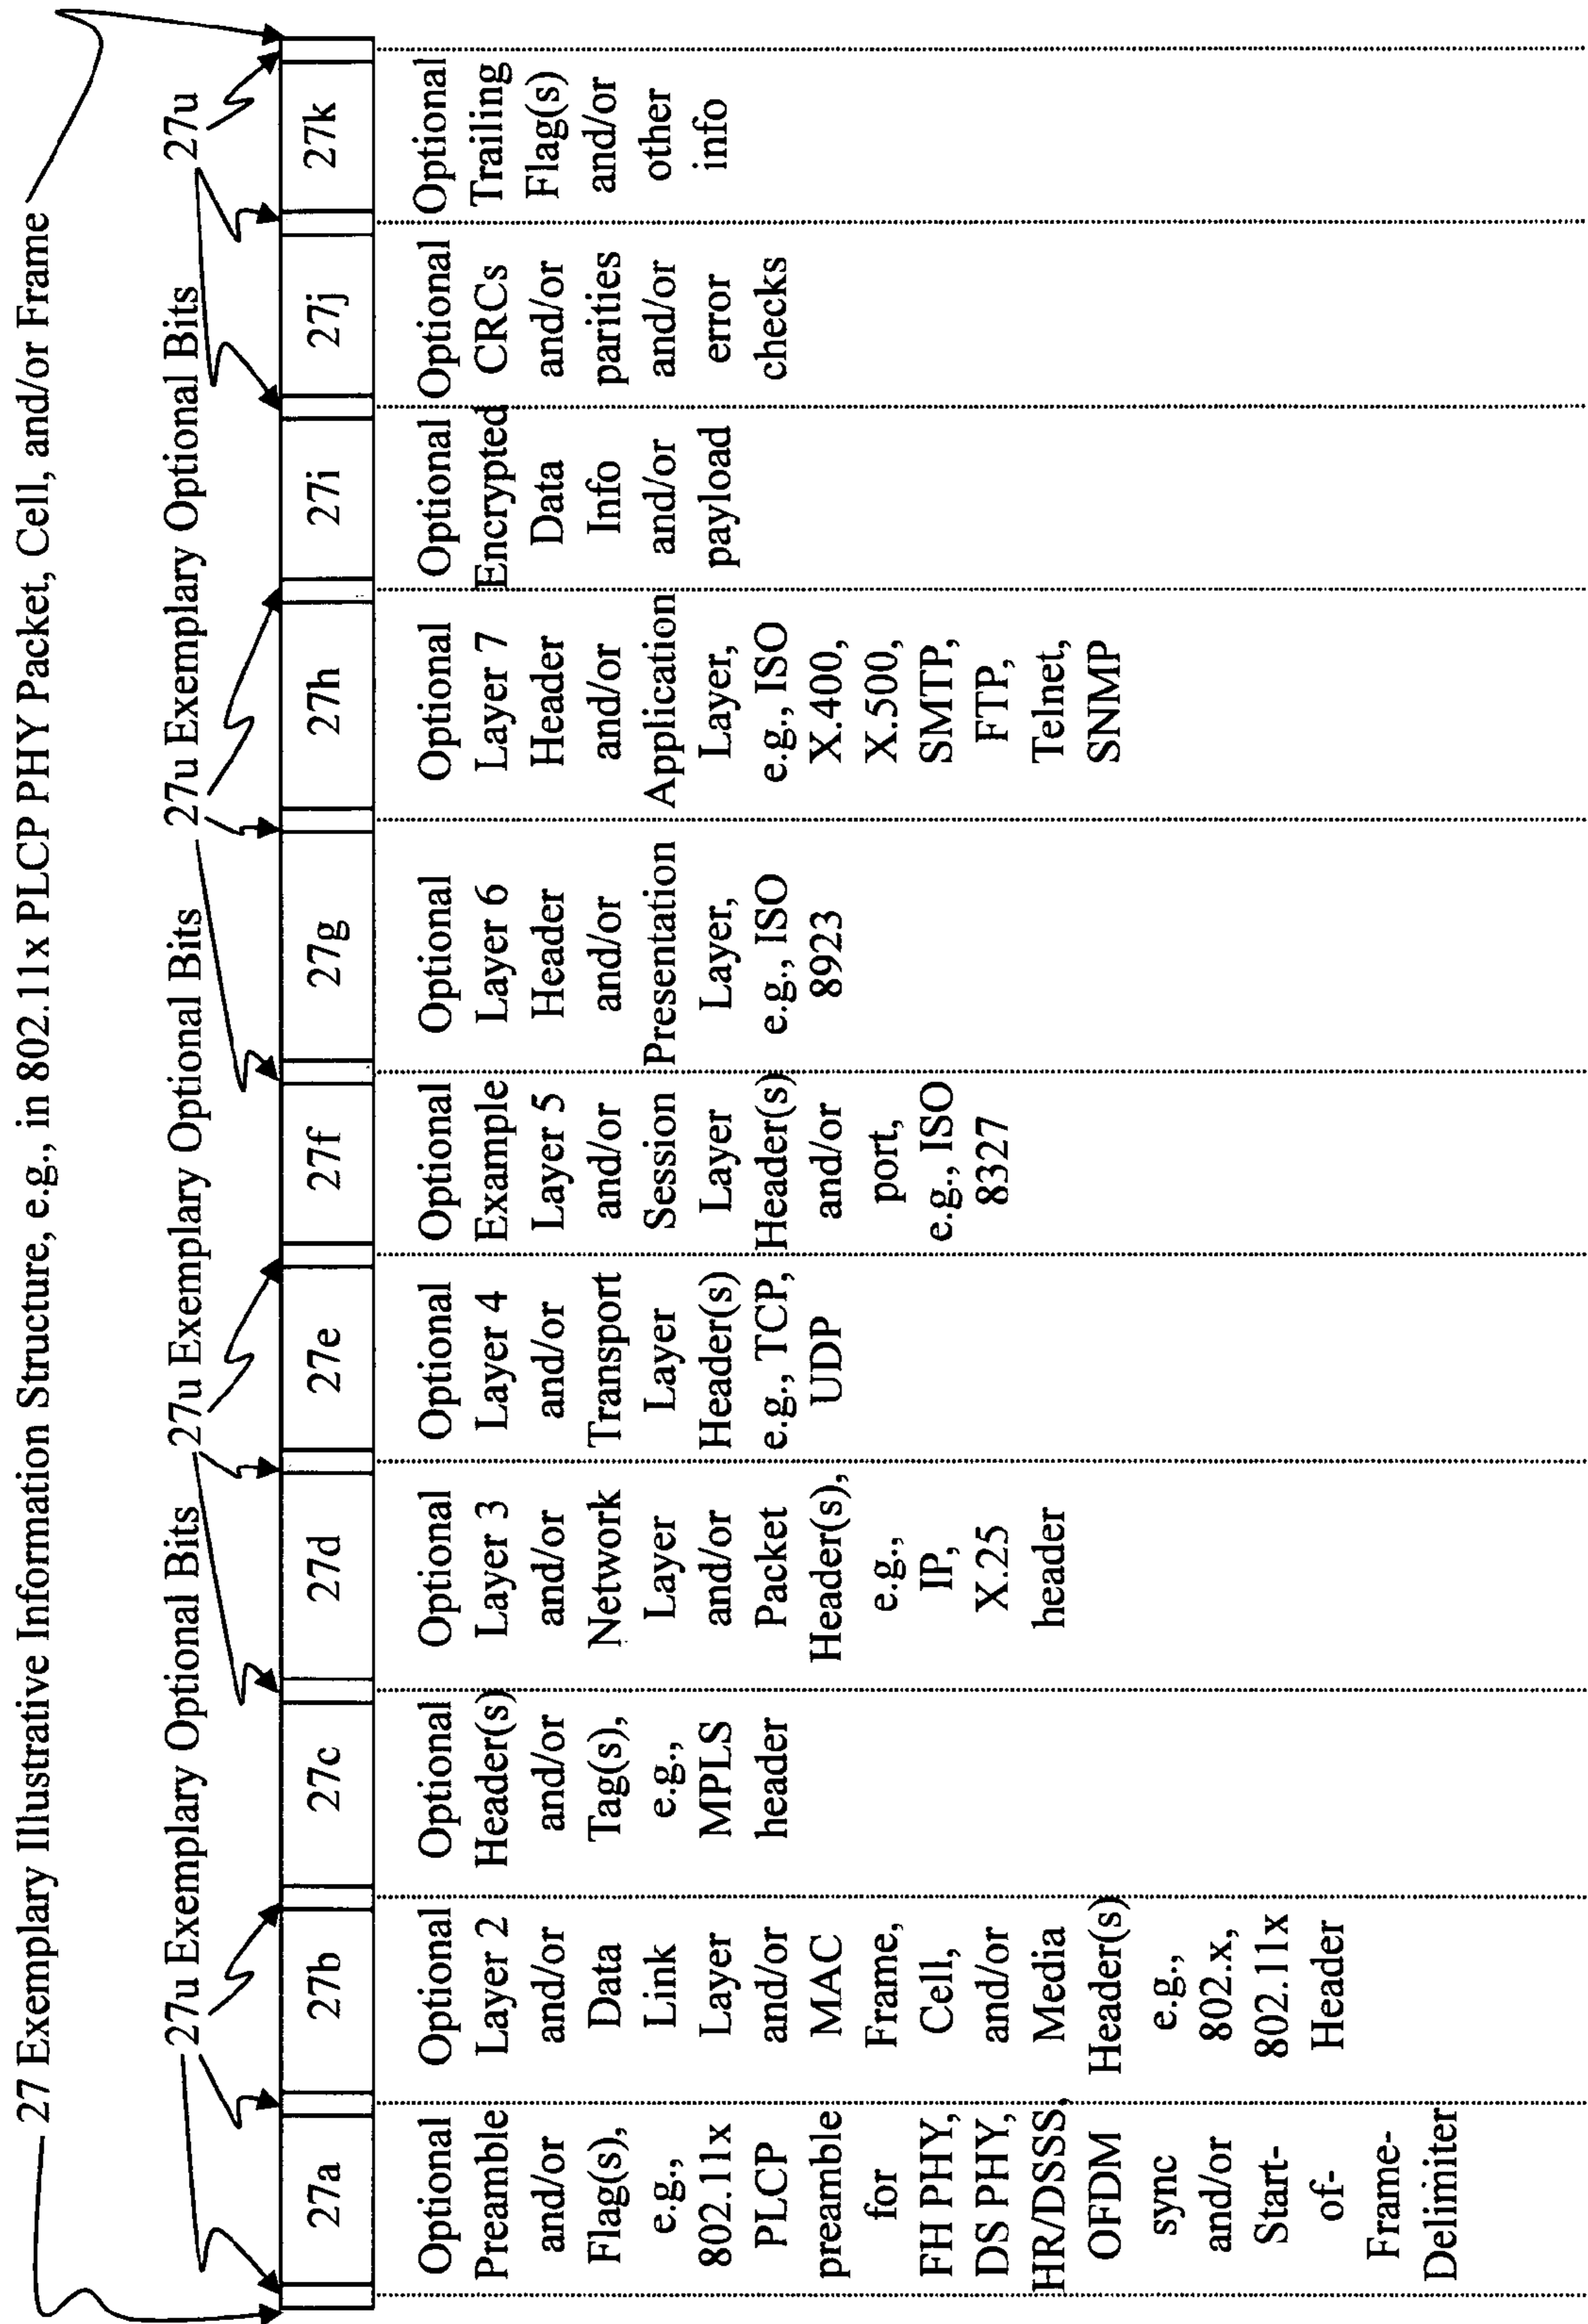 27 Exemplary Illustrative Information Structure, e.g., in 802.11x PLCP PHY Packet, Cell, and/or Frame
27u Exemplary Optional Bits
27u Exemplary Optional Bits
27u Exemplary Optional Bits
27u
27a
27b
27c
27d
27e
27f
27g
27h
27i
27j
27k
Optional
Preamble
and/or
Flag(s),
e.g.,
802.11x
PLCP
preamble
for
FH PHY,
DS PHY,
HR/DSSS,
OFDM
sync
and/or
Start-
of-
Frame-
Delimiter
Optional
Layer 2
and/or
Data
Link
Layer
and/or
MAC
Frame,
Cell,
and/or
Media
Header(s)
e.g.,
802.x,
802.11x
Header
Optional
Header(s)
and/or
Tag(s),
e.g.,
MPLS
header
Optional
Layer 3
and/or
Network
Layer
and/or
Packet
Header(s),
e.g.,
IP,
X.25
header
Optional
Layer 4
and/or
Transport
Layer
Header(s)
e.g., TCP,
UDP
Optional
Example
Layer 5
and/or
Session
Layer
Header(s)
and/or
port,
e.g., ISO
8327
Optional
Layer 6
Header
and/or
Presentation
Layer,
e.g., ISO
8923
Optional
Layer 7
Header
and/or
Application
Layer,
e.g., ISO
X.400,
X.500,
SMTP,
FTP,
Telnet,
SNMP
Optional
Encrypted
Data
Info
and/or
payload
Optional
CRCs
and/or
parities
and/or
error
checks
Optional
Trailing
Flag(s)
and/or
other
info